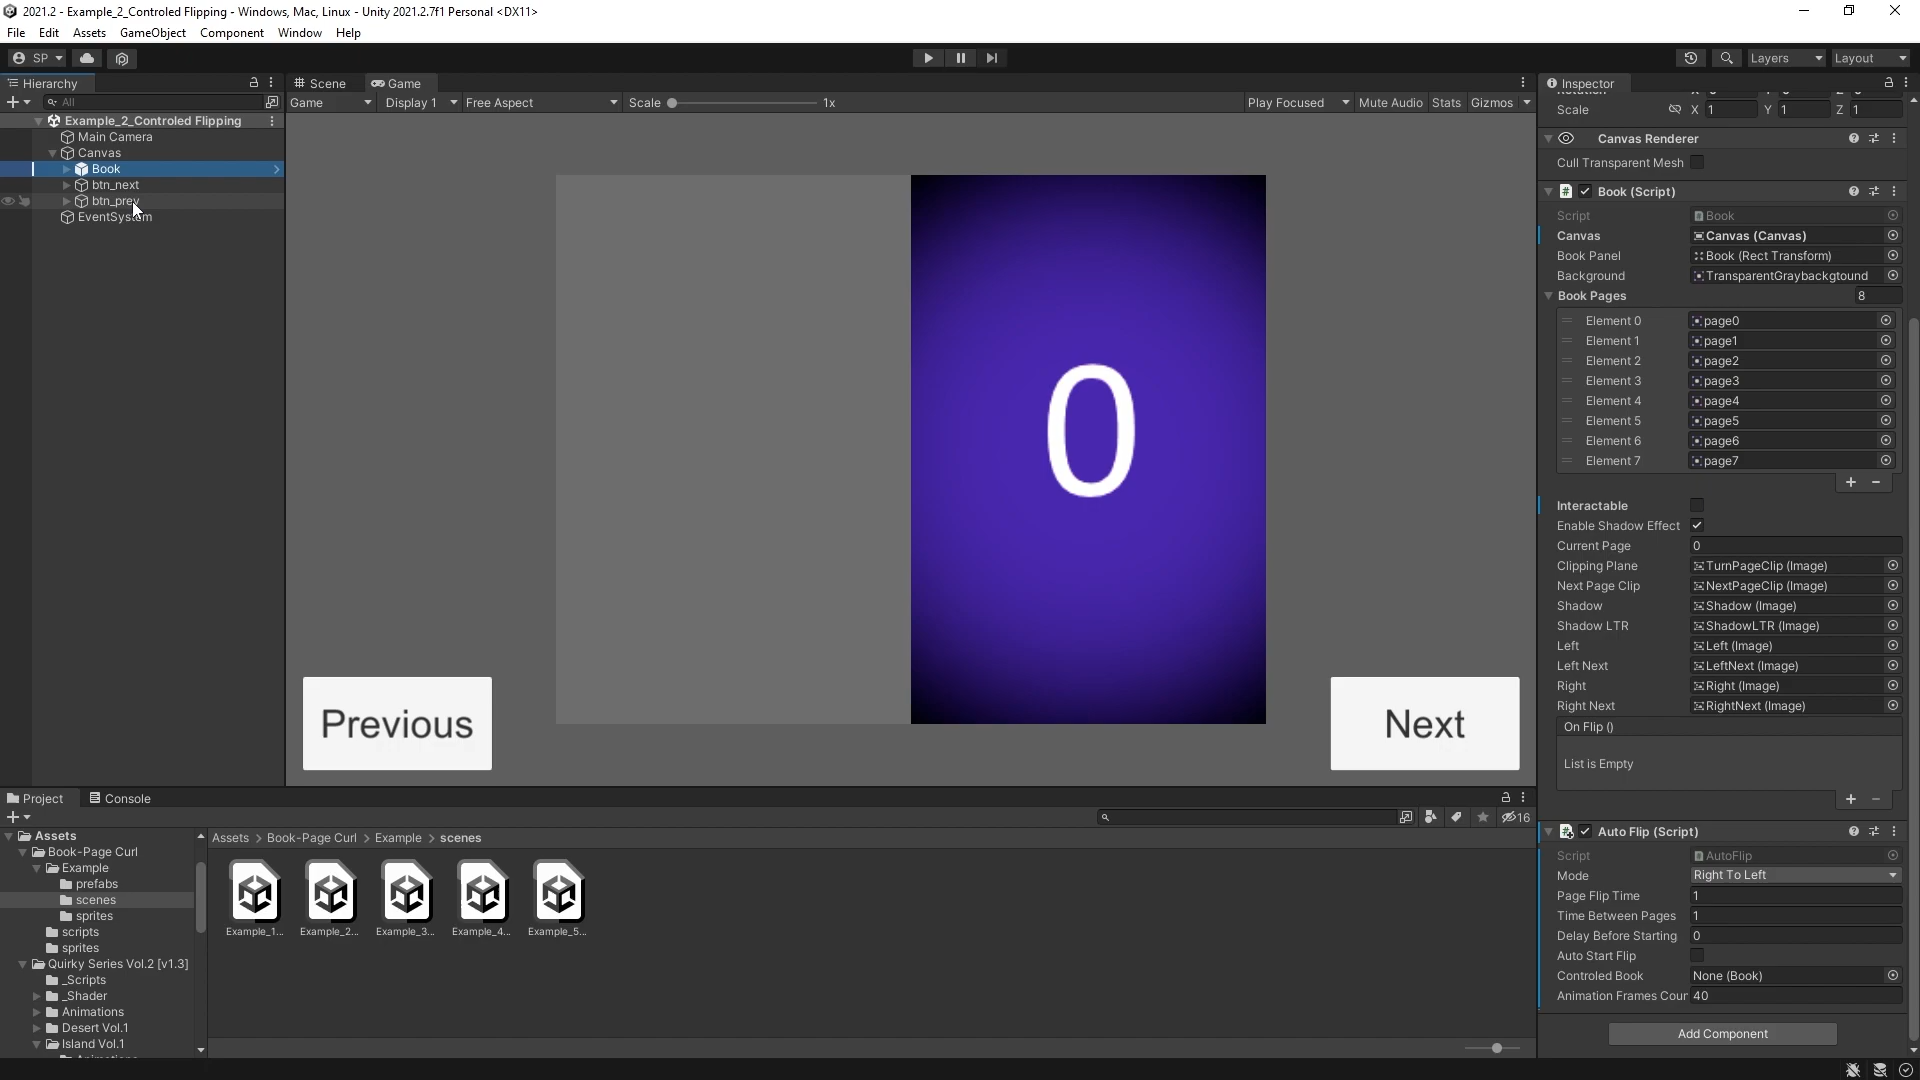 2021.2 - Example_2_Controled Flipping - Windows, Mac, Linux - Unity 2021.2.7f1 Personal <DX11>
File Edit Assets GameObject Component Window Help
SP Layers Layout
Hierarchy
All
Example_2_Controled Flipping
Main Camera
Canvas
Book
btn_next
btn_prev
EventSystem
Scene Game
Game Display 1 Free Aspect Scale 1x Play Focused Mute Audio Stats Gizmos
0
Previous
Next
Inspector
Scale X 1 Y 1 Z 1
Canvas Renderer
Cull Transparent Mesh
Book (Script)
Script Book
Canvas Canvas (Canvas)
Book Panel Book (Rect Transform)
Background TransparentGraybackgtound
Book Pages 8
Element 0 page0
Element 1 page1
Element 2 page2
Element 3 page3
Element 4 page4
Element 5 page5
Element 6 page6
Element 7 page7
Interactable
Enable Shadow Effect
Current Page 0
Clipping Plane TurnPageClip (Image)
Next Page Clip NextPageClip (Image)
Shadow Shadow (Image)
Shadow LTR ShadowLTR (Image)
Left Left (Image)
Left Next LeftNext (Image)
Right Right (Image)
Right Next RightNext (Image)
On Flip ()
List is Empty
Auto Flip (Script)
Script AutoFlip
Mode Right To Left
Page Flip Time 1
Time Between Pages 1
Delay Before Starting 0
Auto Start Flip
Controled Book None (Book)
Animation Frames Cour 40
Add Component
Project Console
16
Assets
Book-Page Curl
Example
prefabs
scenes
sprites
scripts
sprites
Quirky Series Vol.2 [v1.3]
_Scripts
_Shader
Animations
Desert Vol.1
Island Vol.1
Assets > Book-Page Curl > Example > scenes
Example_1... Example_2... Example_3... Example_4... Example_5...